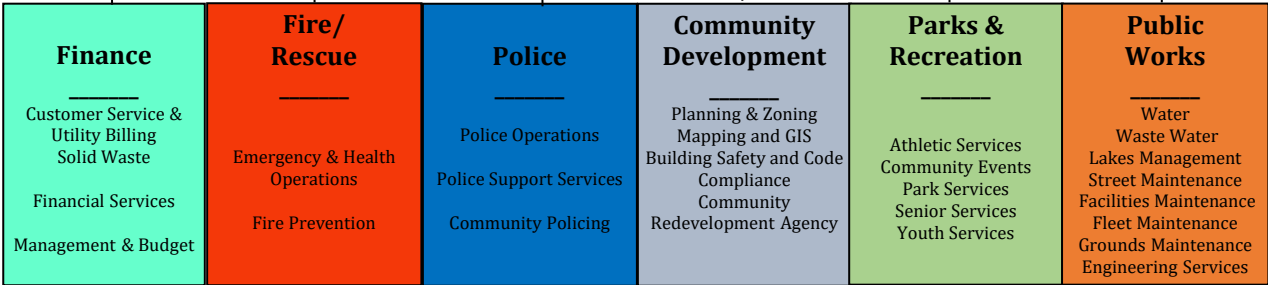 Finance
Customer Service &
Utility Billing
Solid Waste
Financial Services
Management & Budget
Fire/
Rescue
Emergency & Health
Operations
Fire Prevention
Police
Police Operations
Police Support Services
Community Policing
Community
Development
Planning & Zoning
Mapping and GIS
Building Safety and Code
Compliance
Community
Redevelopment Agency
Parks &
Recreation
Athletic Services
Community Events
Park Services
Senior Services
Youth Services
Public
Works
Water
Waste Water
Lakes Management
Street Maintenance
Facilities Maintenance
Fleet Maintenance
Grounds Maintenance
Engineering Services